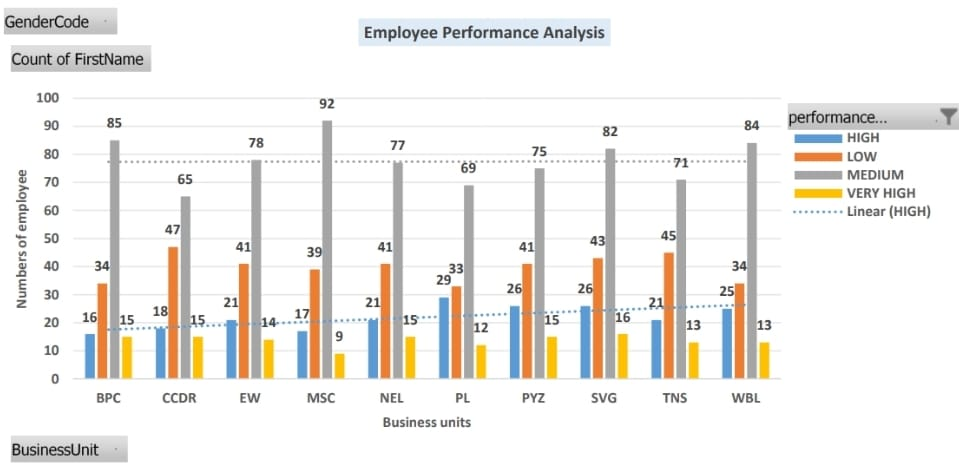 GenderCode
Employee Performance Analysis
Count of FirstName
100
90
80
70
60
50
40
30
20
10
0
Numbers of employee
16 34 85 15
18 47 65 15
21 41 78 14
17 39 92 9
21 41 77 15
29 33 69 12
26 41 75 15
26 43 82 16
21 45 71 13
25 34 84 13
BPC CCDR EW MSC NEL PL PYZ SVG TNS WBL
Business units
performance...
HIGH
LOW
MEDIUM
VERY HIGH
Linear (HIGH)
BusinessUnit